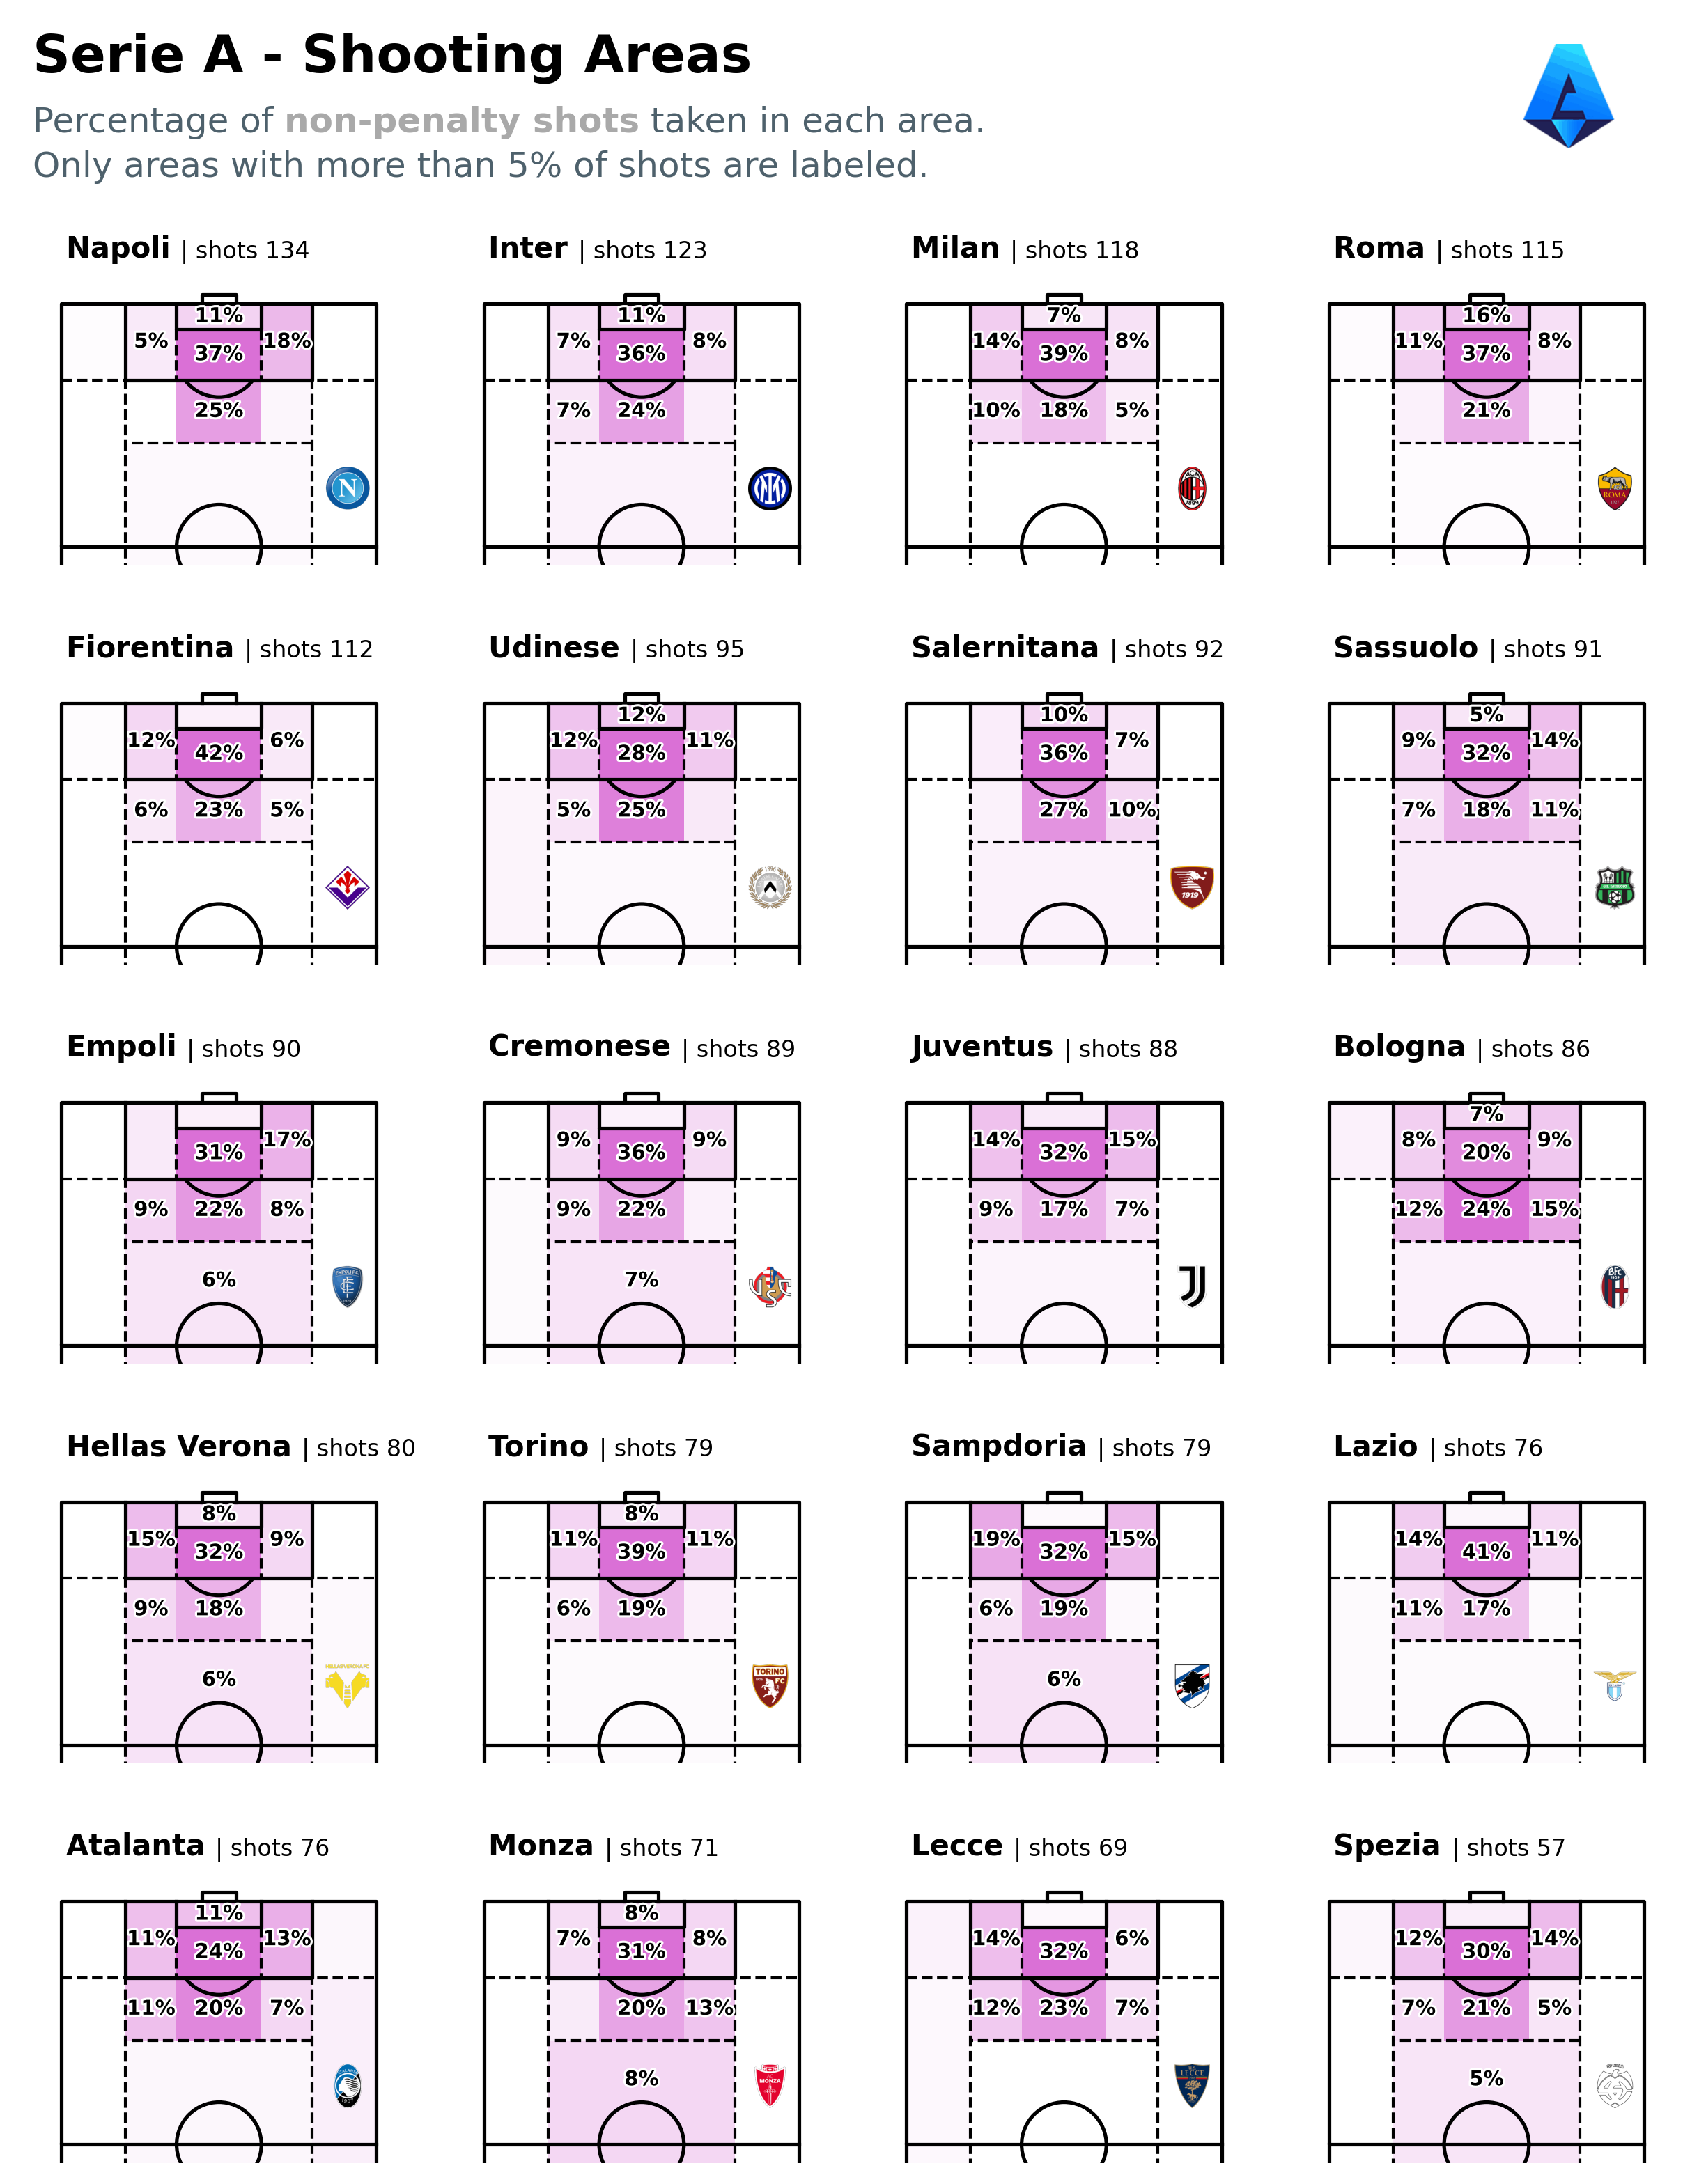 Serie A - Shooting Areas
Percentage of non-penalty shots taken in each area.
Only areas with more than 5% of shots are labeled.
Napoli | shots 134
11%
5% 37% 18%
25%
N
Inter | shots 123
11%
7% 36% 8%
7% 24%
Milan | shots 118
7%
14% 39% 8%
10% 18% 5%
Roma | shots 115
16%
11% 37% 8%
21%
ROMA
Fiorentina | shots 112
12% 42% 6%
6% 23% 5%
Udinese | shots 95
12%
12% 28% 11%
5% 25%
Salernitana | shots 92
10%
36% 7%
27% 10%
1919
Sassuolo | shots 91
5%
9% 32% 14%
7% 18% 11%
Empoli | shots 90
31% 17%
9% 22% 8%
6%
Cremonese | shots 89
9% 36% 9%
9% 22%
7%
Juventus | shots 88
14% 32% 15%
9% 17% 7%
Bologna | shots 86
7%
8% 20% 9%
12% 24% 15%
Hellas Verona | shots 80
8%
15% 32% 9%
9% 18%
6%
Torino | shots 79
8%
11% 39% 11%
6% 19%
TORINO
FC
Sampdoria | shots 79
19% 32% 15%
6% 19%
6%
Lazio | shots 76
14% 41% 11%
11% 17%
Atalanta | shots 76
11%
11% 24% 13%
11% 20% 7%
Monza | shots 71
8%
7% 31% 8%
20% 13%
8%
MONZA
Lecce | shots 69
14% 32% 6%
12% 23% 7%
LECCE
Spezia | shots 57
12% 30% 14%
7% 21% 5%
5%